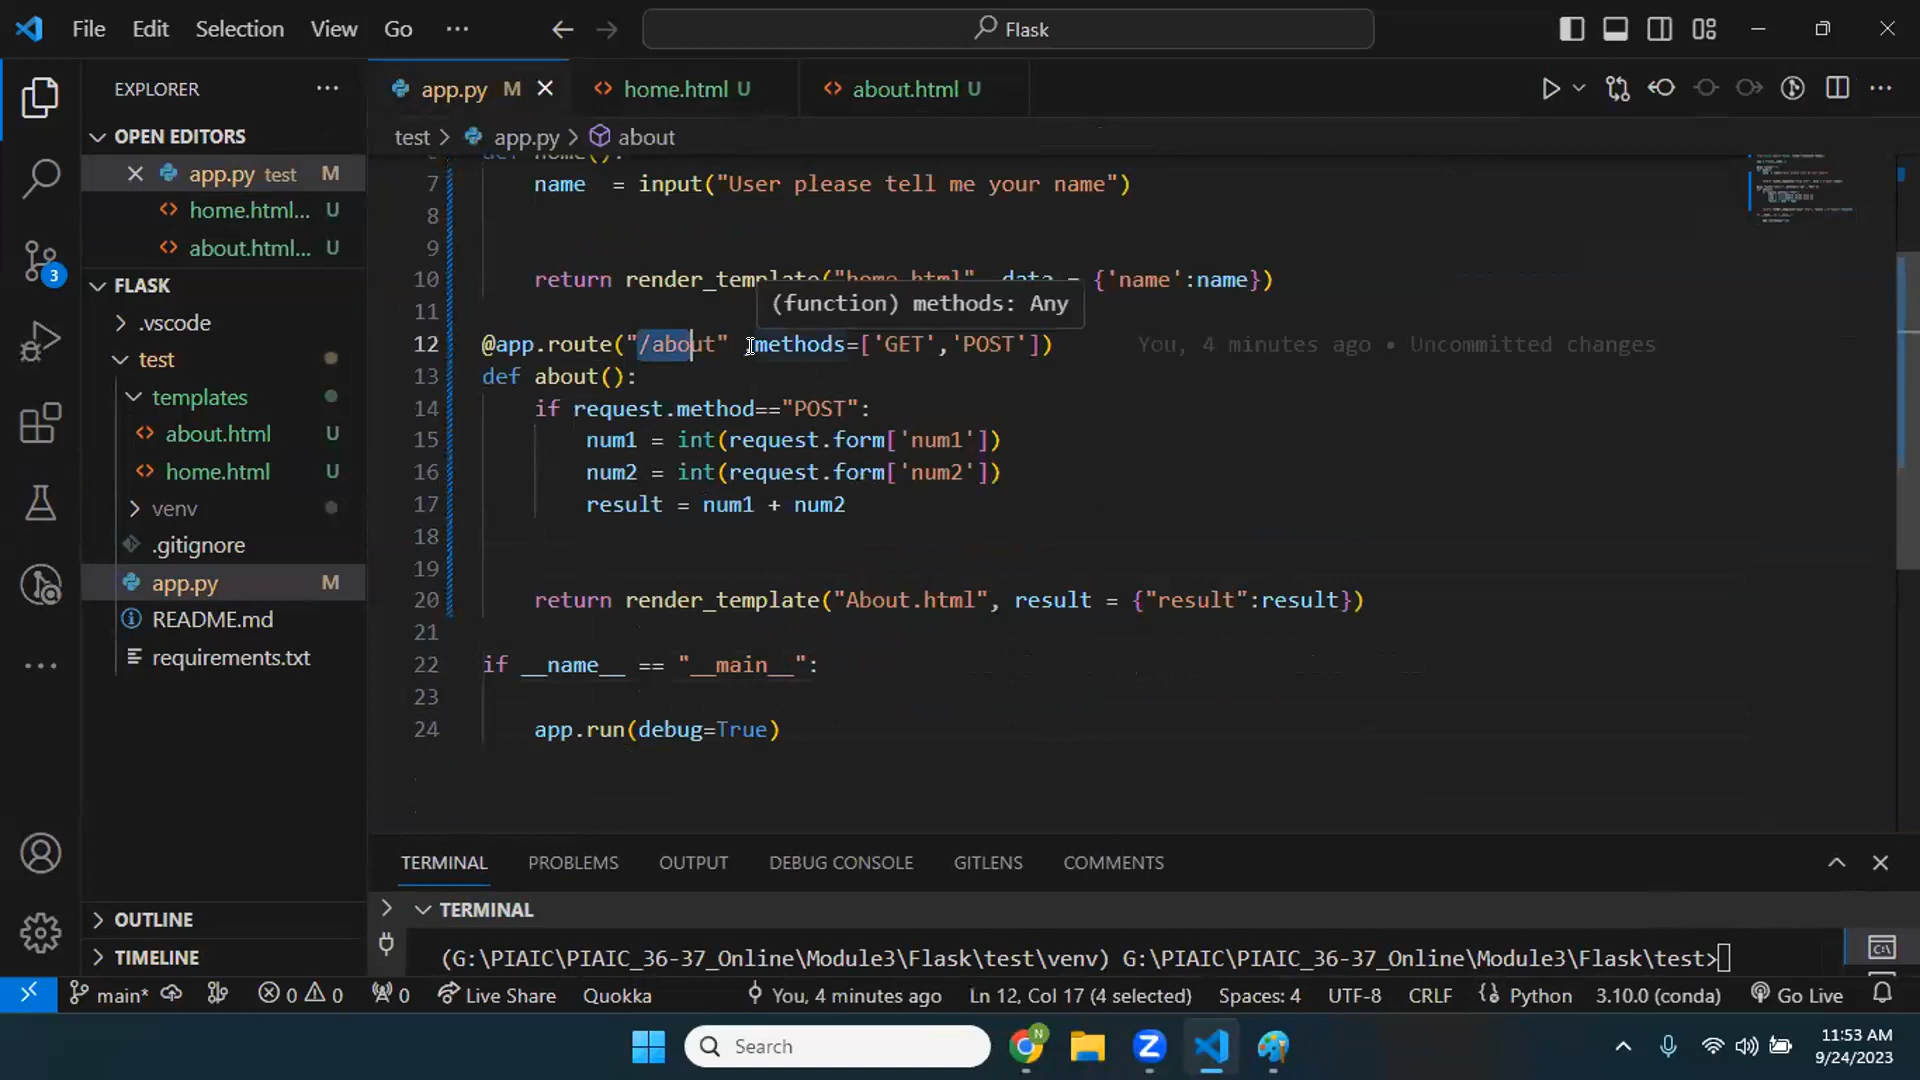 File Edit Selection View Go ··· Flask
EXPLORER ···
app.py M
home.html U
about.html U
OPEN EDITORS
test > app.py > about
app.py test M
home.html... U
about.html... U
FLASK
.vscode
test
templates
about.html U
home.html U
venv
.gitignore
app.py M
README.md
requirements.txt
OUTLINE
TIMELINE
3
def home():
7 name = input("User please tell me your name")
8
9
10 return render_template("home.html", data = {'name':name})
(function) methods: Any
11
12 @app.route("/about" ,methods=['GET','POST']) You, 4 minutes ago • Uncommitted changes
13 def about():
14 if request.method=="POST":
15 num1 = int(request.form['num1'])
16 num2 = int(request.form['num2'])
17 result = num1 + num2
18
19
20 return render_template("About.html", result = {"result":result})
21
22 if __name__ == "__main__":
23
24 app.run(debug=True)
TERMINAL PROBLEMS OUTPUT DEBUG CONSOLE GITLENS COMMENTS
TERMINAL
(G:\PIAIC\PIAIC_36-37_Online\Module3\Flask\test\venv) G:\PIAIC\PIAIC_36-37_Online\Module3\Flask\test>
main* 0 0 0 Live Share Quokka You, 4 minutes ago Ln 12, Col 17 (4 selected) Spaces: 4 UTF-8 CRLF Python 3.10.0 (conda) Go Live
Search
N
Z
11:53 AM
9/24/2023